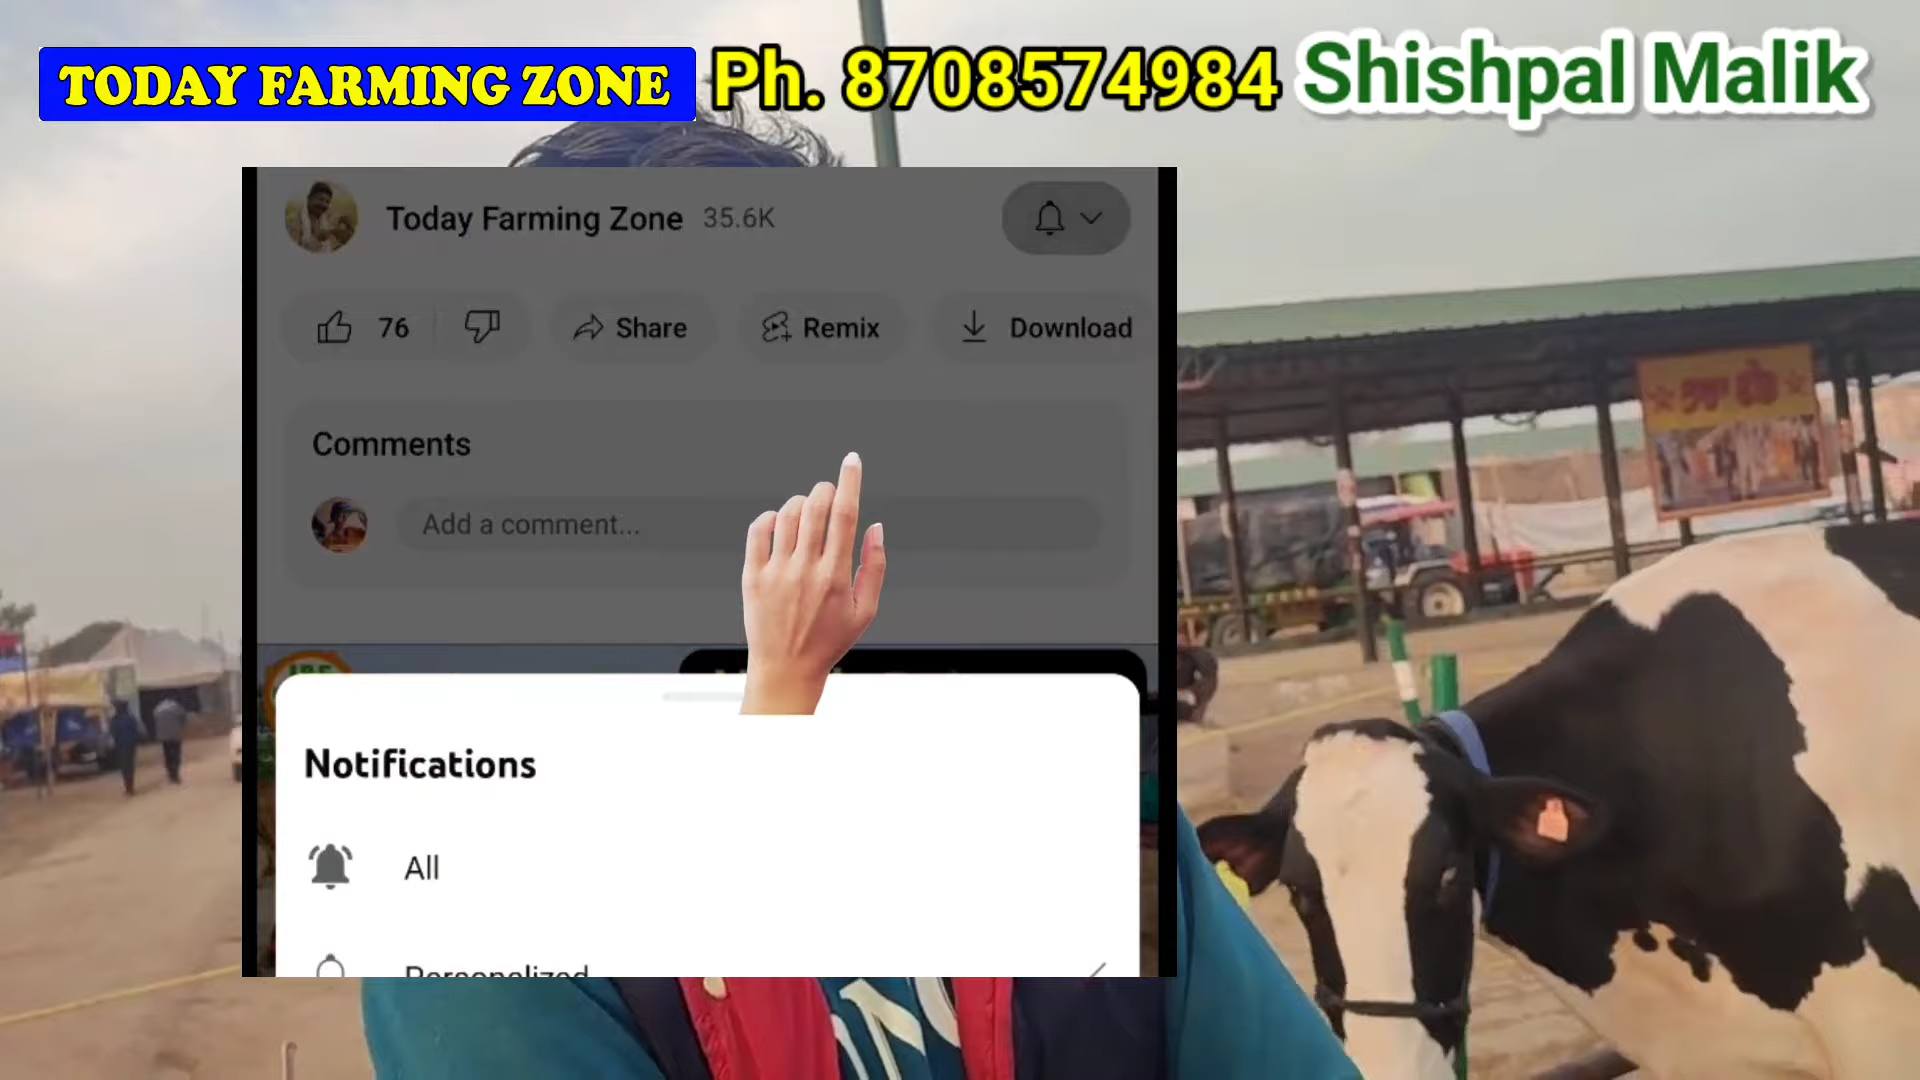 TODAY FARMING ZONE Ph. 8708574984 Shishpal Malik
Today Farming Zone 35.6K
76 Share Remix Download
Comments
Add a comment...
Notifications
All
Personalized